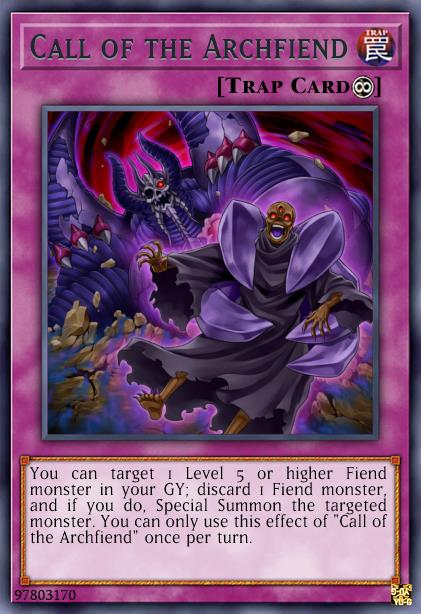 CALL OF THE ARCHFIEND
TRAP
罠
[TRAP CARD♾]
You can target 1 Level 5 or higher Fiend
monster in your GY; discard 1 Fiend monster,
and if you do, Special Summon the targeted
monster. You can only use this effect of "Call of
the Archfiend" once per turn.
97803170